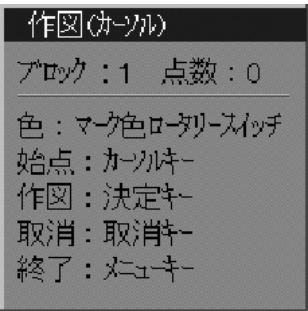 作図(ｶｰｿﾙ)
ﾌﾞﾛｯｸ：1　点数：0
色：ﾏｰｸ色ﾛｰﾀﾘｰｽｲｯﾁ
始点：ｶｰｿﾙｷｰ
作図：決定ｷｰ
取消：取消ｷｰ
終了：ﾒﾆｭｰｷｰ